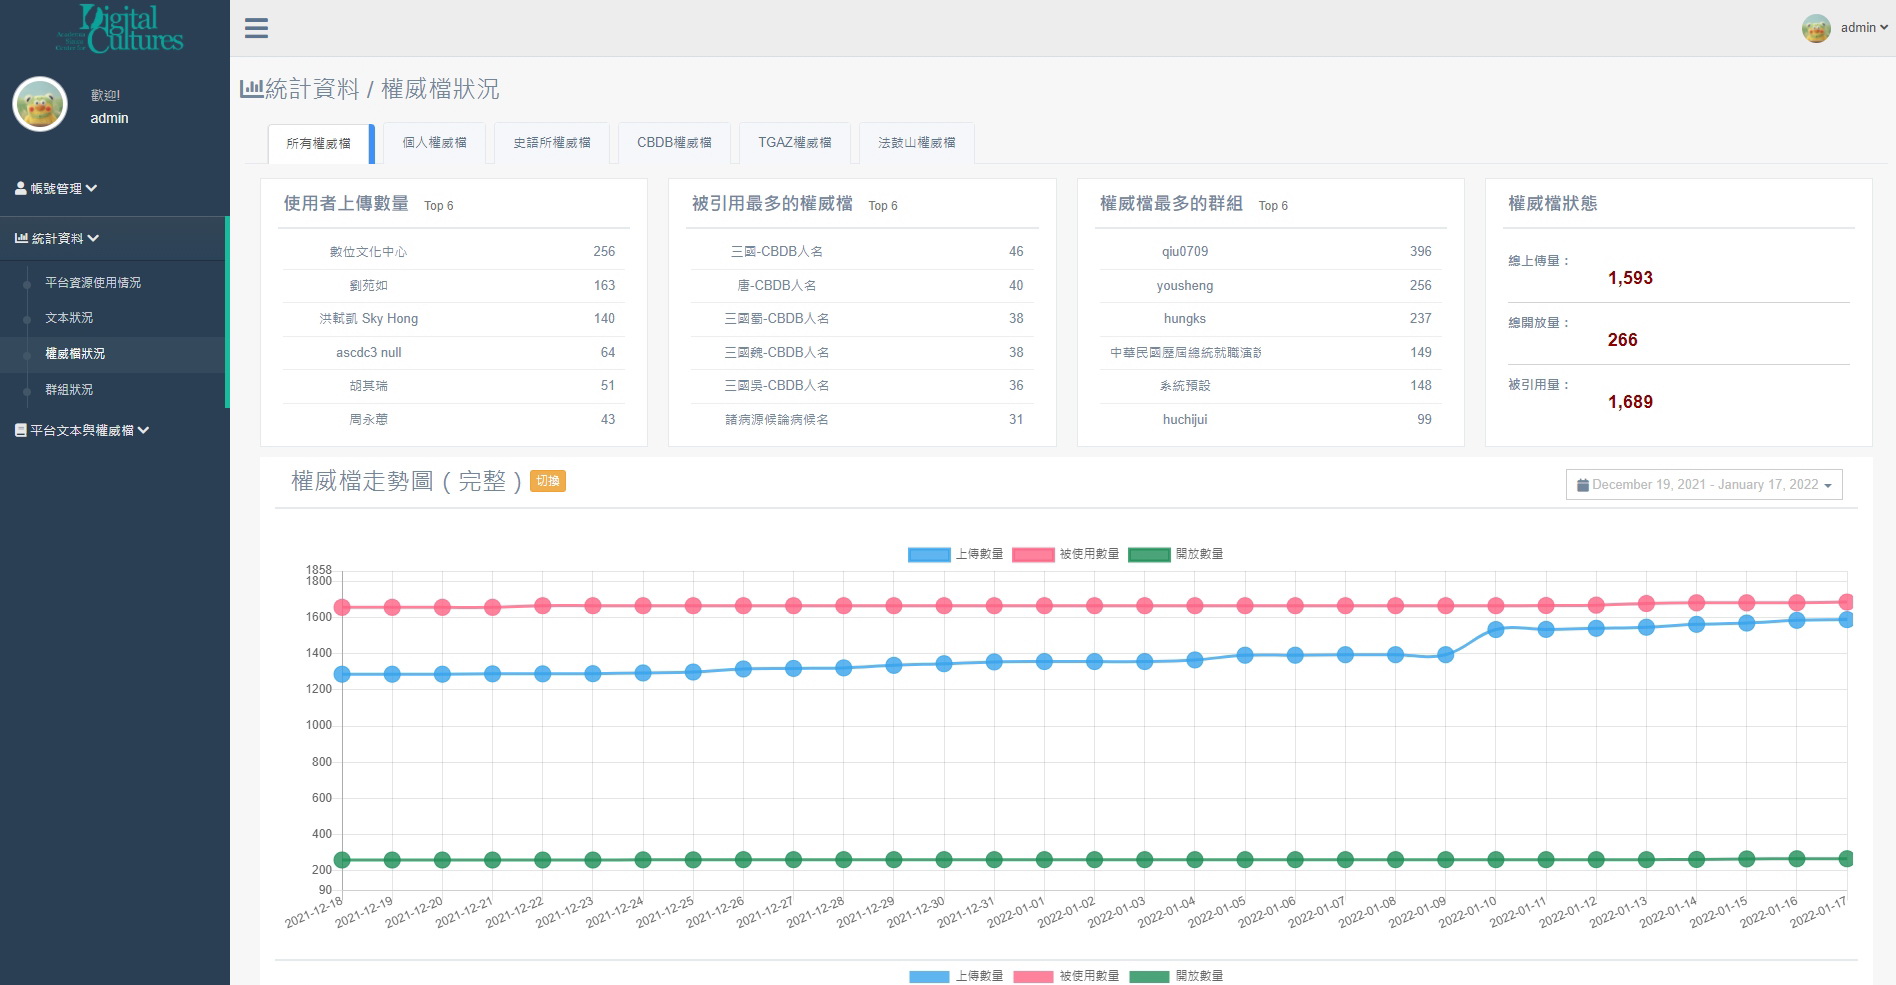 Digital
Cultures
歡迎!
admin
帳號管理
統計資料
平台資源使用情況
文本狀況
權威檔狀況
群組狀況
平台文本與權威檔
admin
統計資料 / 權威檔狀況
所有權威檔 個人權威檔 史語所權威檔 CBDB權威檔 TGAZ權威檔 法鼓山權威檔
使用者上傳數量 Top 6
數位文化中心 256
劉苑如 163
洪軾凱 Sky Hong 140
ascdc3 null 64
胡其瑞 51
周永蒽 43
被引用最多的權威檔 Top 6
三國-CBDB人名 46
唐-CBDB人名 40
三國蜀-CBDB人名 38
三國魏-CBDB人名 38
三國吳-CBDB人名 36
諸病源候論病候名 31
權威檔最多的群組 Top 6
qiu0709 396
yousheng 256
hungks 237
中華民國歷屆總統就職演 149
系統預設 148
huchijui 99
權威檔狀態
總上傳量：
1,593
總開放量：
266
被引用量：
1,689
權威檔走勢圖 ( 完整 ) 切換
December 19, 2021 - January 17, 2022
上傳數量 被使用數量 開放數量
1858
1800
1600
1400
1200
1000
800
600
400
200
90
2021-12-18 2021-12-19 2021-12-20 2021-12-21 2021-12-22 2021-12-23 2021-12-24 2021-12-25 2021-12-26 2021-12-27 2021-12-28 2021-12-29 2021-12-30 2021-12-31 2022-01-01 2022-01-02 2022-01-03 2022-01-04 2022-01-05 2022-01-06 2022-01-07 2022-01-08 2022-01-09 2022-01-10 2022-01-11 2022-01-12 2022-01-13 2022-01-14 2022-01-15 2022-01-16 2022-01-17
上傳數量 被使用數量 開放數量